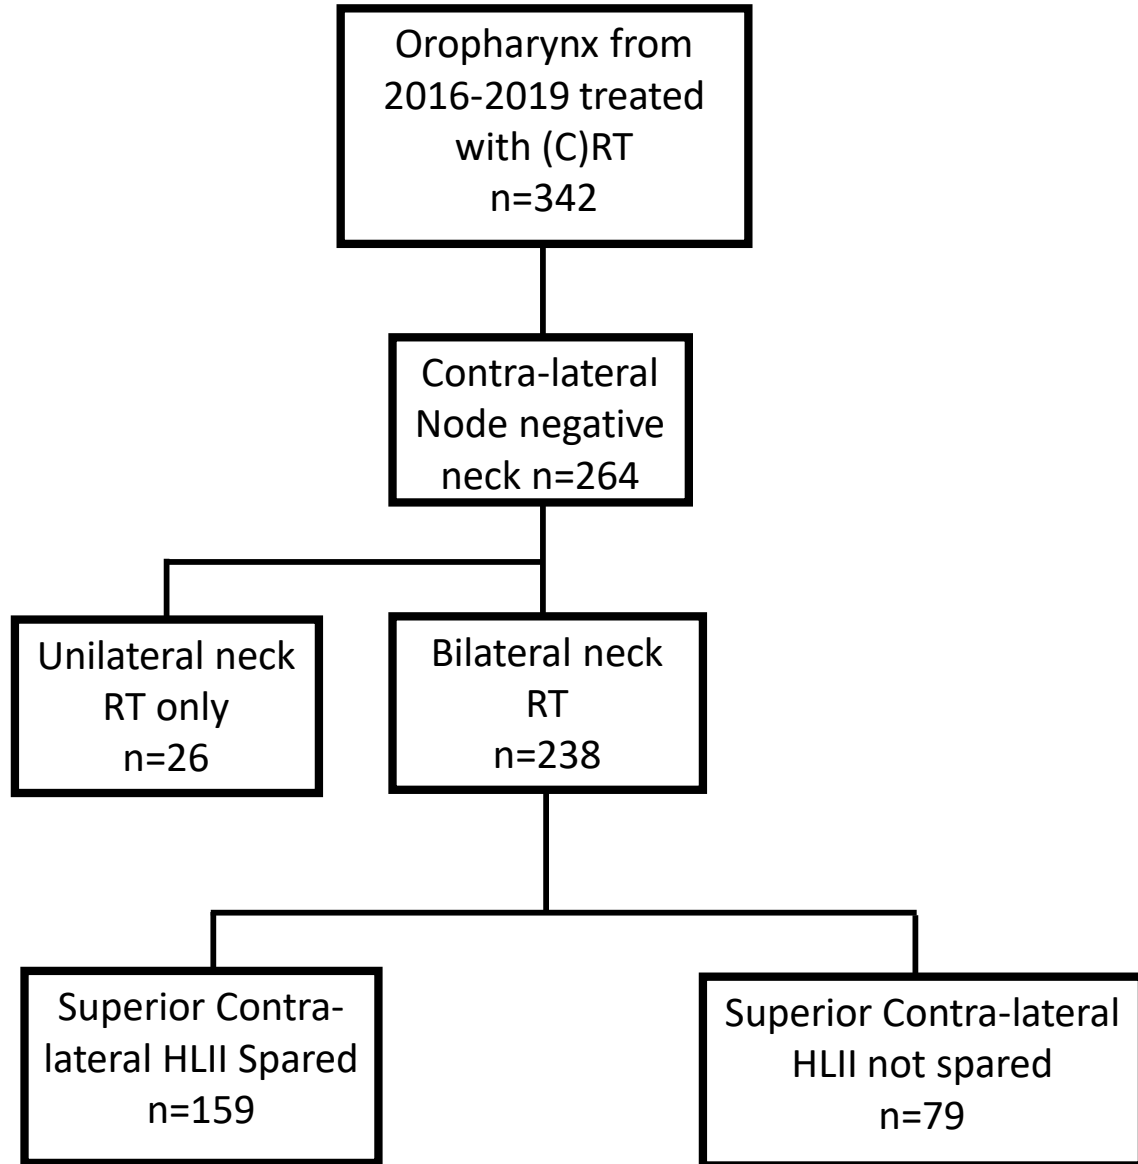 Oropharynx from
2016-2019 treated
with (C)RT
n=342
Contra-lateral
Node negative
neck n=264
Unilateral neck
RT only
n=26
Bilateral neck
RT
n=238
Superior Contra-
lateral HLII Spared
n=159
Superior Contra-lateral
HLII not spared
n=79